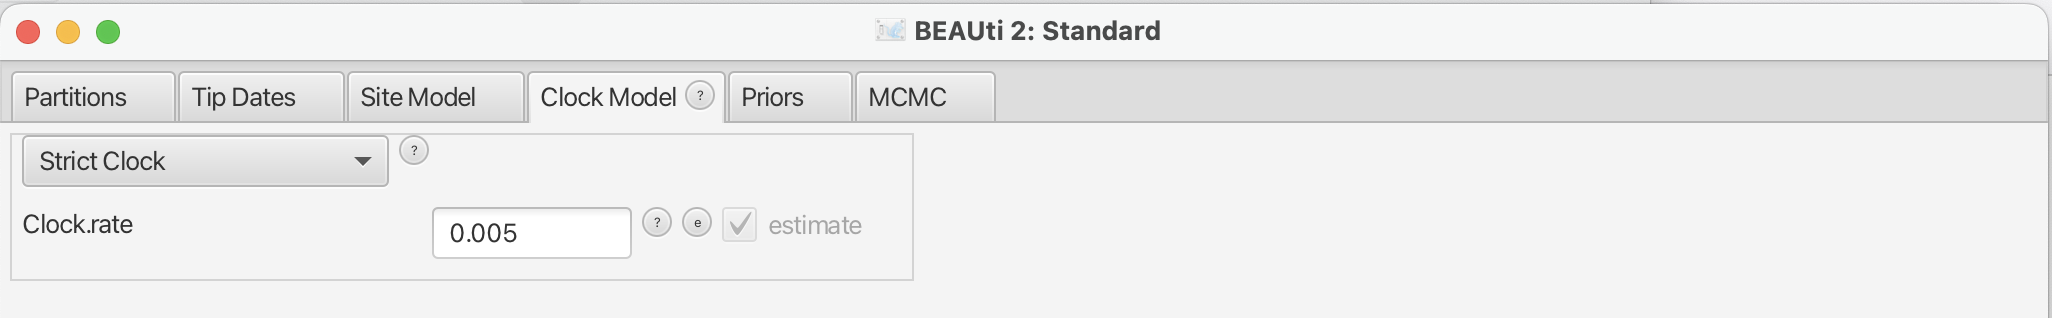 BEAUti 2: Standard
Partitions Tip Dates Site Model Clock Model ? Priors MCMC
Strict Clock ?
Clock.rate 0.005 ? e estimate